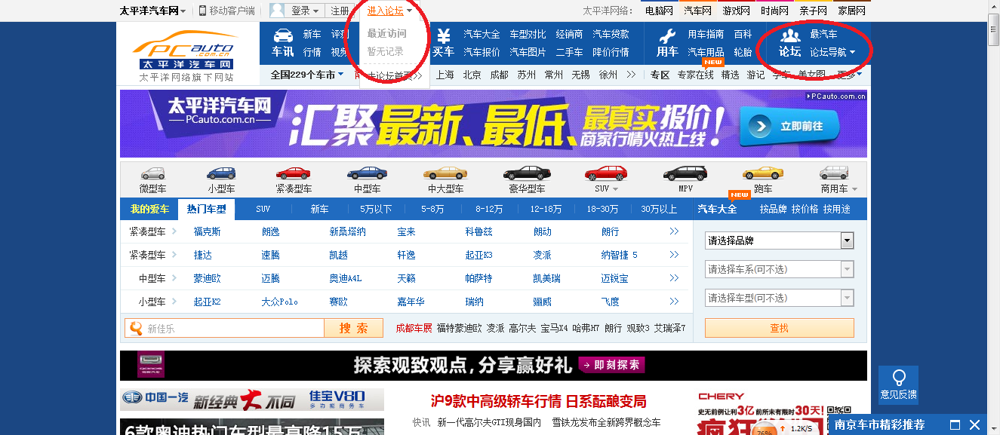 太平洋汽车网 移动客户端 登录 注册 进入论坛 太平洋网络: 电脑网 汽车网 游戏网 时尚网 亲子网 家居网
PCauto
.com.cn
太平洋汽车网
太平洋网络旗下网站
车讯 新车 行情
最近访问
暂无记录
买车 汽车大全 车型对比 经销商 汽车贷款
汽车报价 汽车图片 二手车 降价行情
用车 用车指南 百科
汽车用品 轮胎
NEW
论坛 最汽车
论坛导航
全国229个车市 去论坛首页>> 上海 北京 成都 苏州 常州 无锡 徐州 >> 专区 专家在线 精选 游记 学车 美女图 更多
太平洋汽车网
PCauto.com.cn
汇聚最新、最低、最真实报价!
商家行情火热上线!
立即前往
PCauto.com.cn
微型车 小型车 紧凑型车 中型车 中大型车 豪华型车 SUV MPV 跑车 商用车
NEW
我的爱车 热门车型 SUV 新车 5万以下 5-8万 8-12万 12-18万 18-30万 30万以上 汽车大全 按品牌 按价格 按用途
紧凑型车 福克斯 朗逸 新桑塔纳 宝来 科鲁兹 朗动 朗行 >>
紧凑型车 捷达 速腾 凯越 轩逸 起亚K3 凌派 纳智捷 5 >>
中型车 蒙迪欧 迈腾 奥迪A4L 天籁 帕萨特 凯美瑞 迈锐宝 >>
小型车 起亚K2 大众Polo 赛欧 嘉年华 瑞纳 骊威 飞度 >>
请选择品牌
请选择车系(可不选)
请选择车型(可不选)
查找
新佳乐 搜 索 成都车展 福特蒙迪欧 凌派 高尔夫 宝马X4 哈弗H7 朗行 观致3 艾瑞泽7
探索观致观点,分享赢好礼 即刻探索
意见反馈
中国一汽 新经典 大不同 佳宝V80
多功能商务车
沪9款中高级轿车行情 日系酝酿变局
快讯 新一代高尔夫GTI现身国内 雪铁龙发布全新跨界概念车
6款奥迪热门车型最高降15万
CHERY
史无前例让利3亿 前所未有限时30天!
疯狂
76% 1.2K/S
南京车市精彩推荐